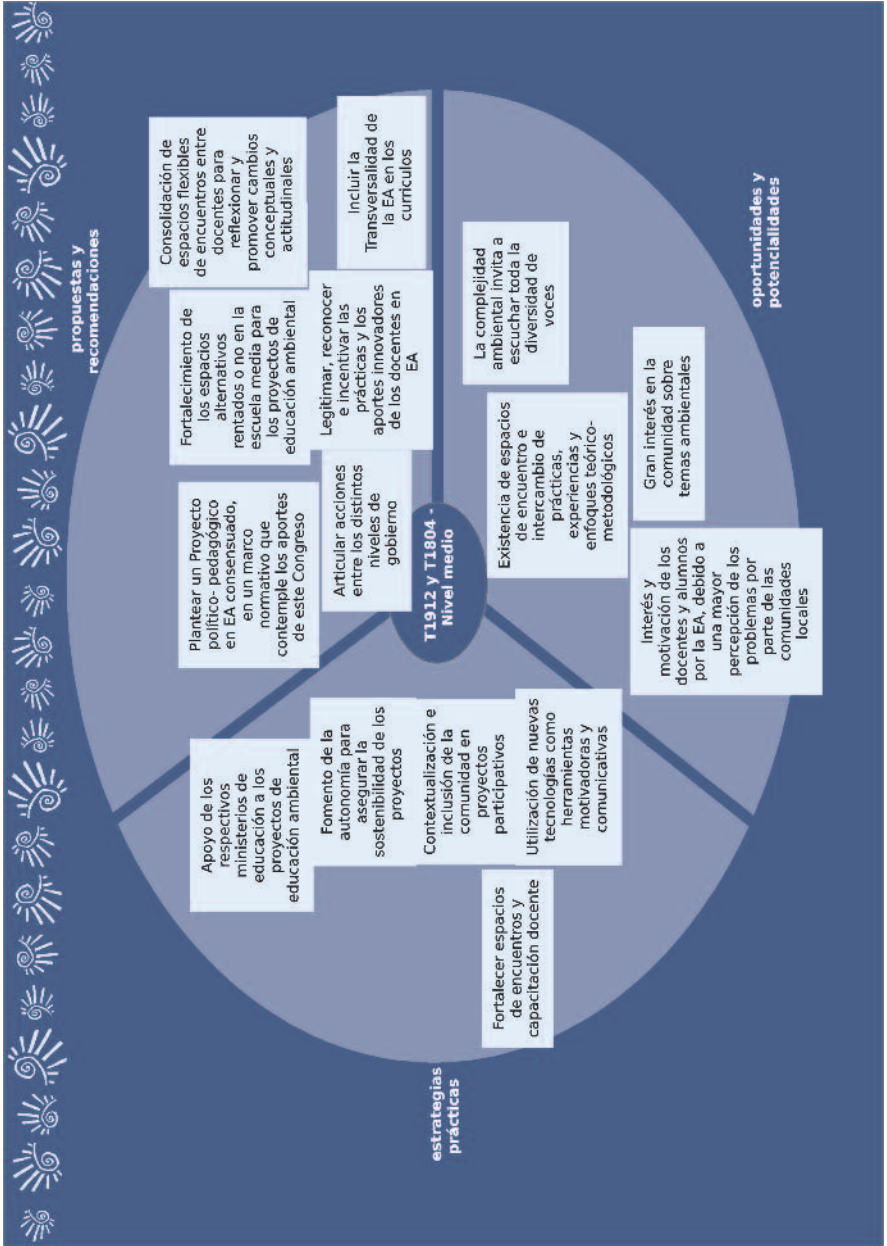 propuestas y
recomendaciones
Consolidación de
espacios flexibles
de encuentros entre
docentes para
reflexionar y
promover cambios
conceptuales y
actitudinales
Fortalecimiento de
los espacios
alternativos
rentados o no en la
escuela media para
los proyectos de
educación ambiental
Plantear un Proyecto
político- pedagógico
en EA consensuado,
en un marco
normativo que
contemple los aportes
de este Congreso
Incluir la
Transversalidad de
la EA en los
currículos
Legitimar, reconocer
e incentivar las
prácticas y los
aportes innovadores
de los docentes en
EA
Articular acciones
entre los distintos
niveles de
gobierno
T1912 y T1804 -
Nivel medio
estrategias
prácticas
Apoyo de los
respectivos
ministerios de
educación a los
proyectos de
educación ambiental
Fomento de la
autonomía para
asegurar la
sostenibilidad de los
proyectos
Contextualización e
inclusión de la
comunidad en
proyectos
participativos
Utilización de nuevas
tecnologías como
herramientas
motivadoras y
comunicativas
Fortalecer espacios
de encuentros y
capacitación docente
La complejidad
ambiental invita a
escuchar toda la
diversidad de
voces
Existencia de espacios
de encuentro e
intercambio de
prácticas,
experiencias y
enfoques teórico-
metodológicos
Gran interés en la
comunidad sobre
temas ambientales
Interés y
motivación de los
docentes y alumnos
por la EA, debido a
una mayor
percepción de los
problemas por
parte de las
comunidades
locales
oportunidades y
potencialidades